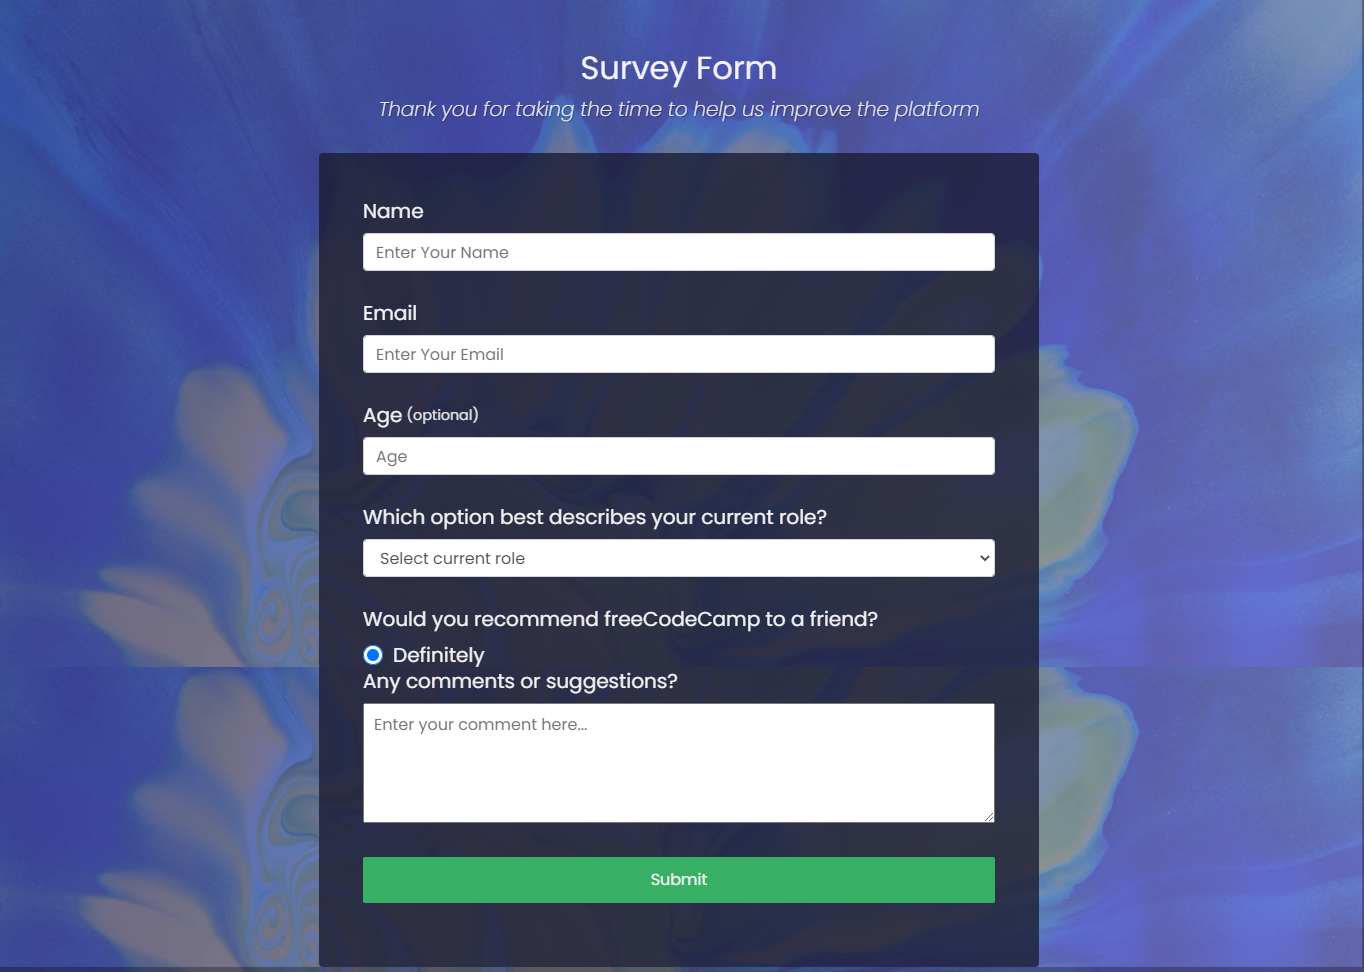 Survey Form
Thank you for taking the time to help us improve the platform
Name
Enter Your Name
Email
Enter Your Email
Age (optional)
Age
Which option best describes your current role?
Select current role
Would you recommend freeCodeCamp to a friend?
Definitely
Any comments or suggestions?
Enter your comment here...
Submit